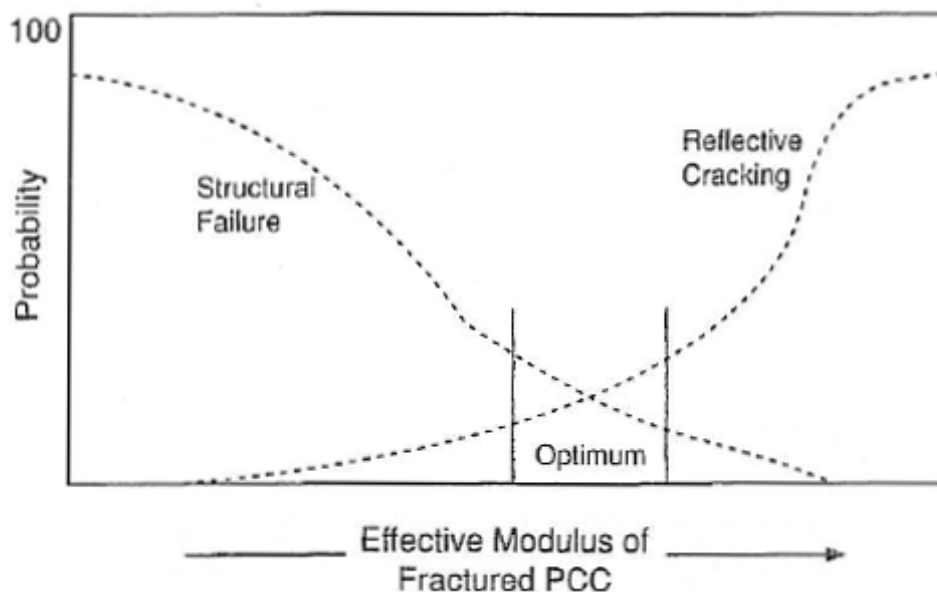 100
Probability
Structural
Failure
Reflective
Cracking
Optimum
Effective Modulus of
Fractured PCC